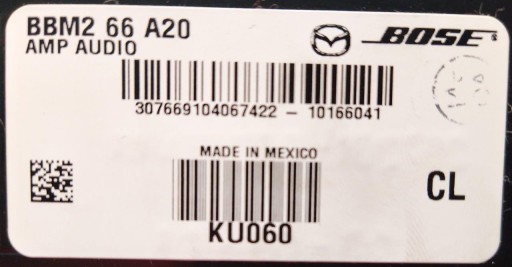 BBM2 66 A20
AMP AUDIO
BOSE
307669104067422 - 10166041
MADE IN MEXICO
CL
KU060